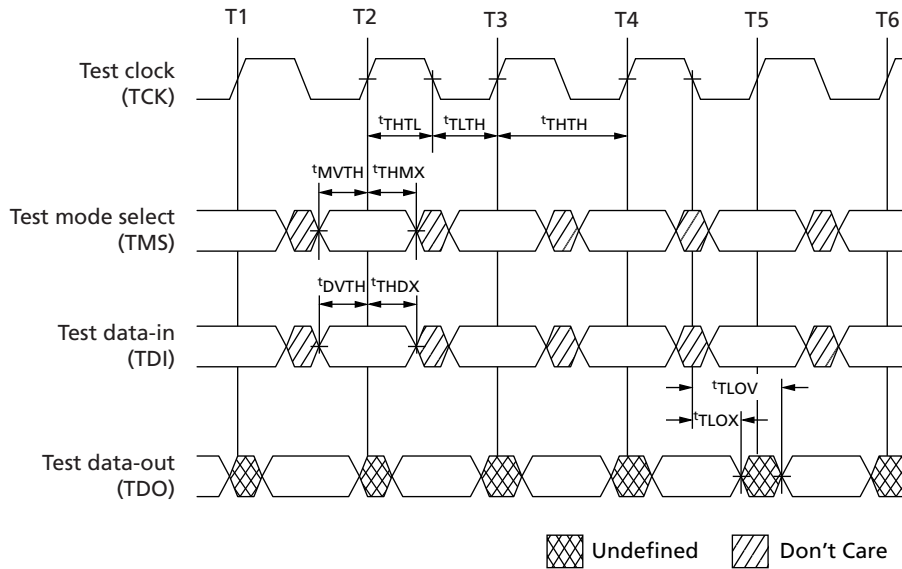 T1 T2 T3 T4 T5 T6
Test clock
(TCK)
tTHTL tTLTH tTHTH
tMVTH tTHMX
Test mode select
(TMS)
tDVTH tTHDX
Test data-in
(TDI)
tTLOV
tTLOX
Test data-out
(TDO)
Undefined Don't Care